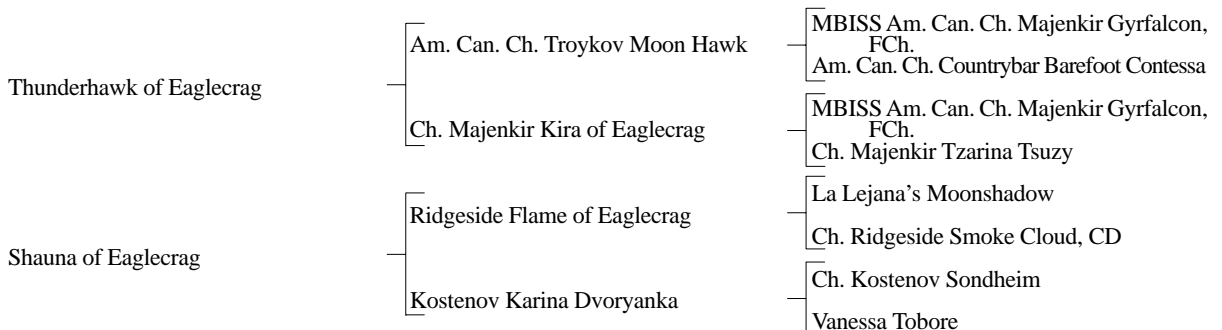 MBISS Am. Can. Ch. Majenkir Gyrfalcon,
FCh.
Am. Can. Ch. Troykov Moon Hawk
Am. Can. Ch. Countrybar Barefoot Contessa
Thunderhawk of Eaglecrag
MBISS Am. Can. Ch. Majenkir Gyrfalcon,
FCh.
Ch. Majenkir Kira of Eaglecrag
Ch. Majenkir Tzarina Tsuzy
La Lejana’s Moonshadow
Ridgeside Flame of Eaglecrag
Ch. Ridgeside Smoke Cloud, CD
Shauna of Eaglecrag
Ch. Kostenov Sondheim
Kostenov Karina Dvoryanka
Vanessa Tobore